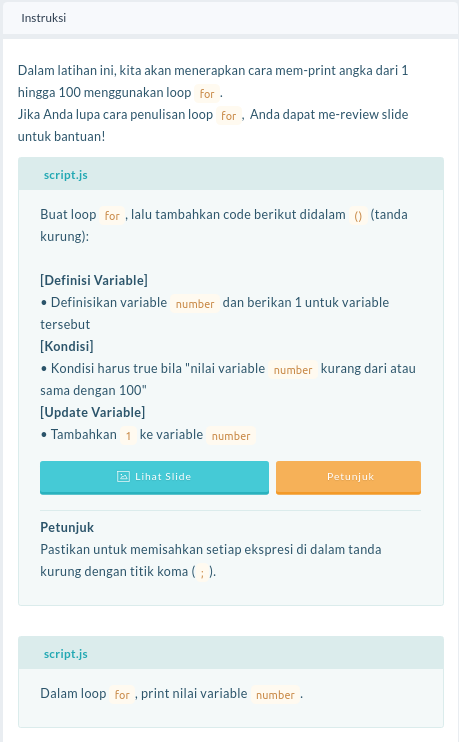 Instruksi
Dalam latihan ini, kita akan menerapkan cara mem-print angka dari 1
hingga 100 menggunakan loop for .
Jika Anda lupa cara penulisan loop for , Anda dapat me-review slide
untuk bantuan!
script.js
Buat loop for , lalu tambahkan code berikut didalam () (tanda
kurung):
[Definisi Variable]
• Definisikan variable number dan berikan 1 untuk variable
tersebut
[Kondisi]
• Kondisi harus true bila "nilai variable number kurang dari atau
sama dengan 100"
[Update Variable]
• Tambahkan 1 ke variable number
Lihat Slide
Petunjuk
Petunjuk
Pastikan untuk memisahkan setiap ekspresi di dalam tanda
kurung dengan titik koma ( ; ).
script.js
Dalam loop for , print nilai variable number .